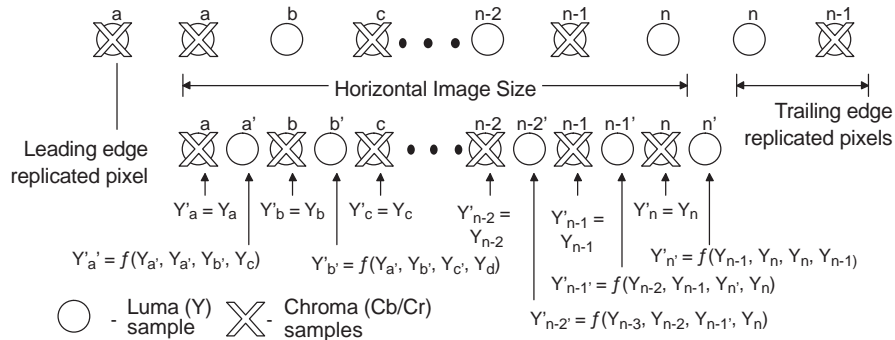 a a b c n-2 n-1 n n n-1
Horizontal Image Size
Trailing edge
replicated pixels
Leading edge
replicated pixel
a a' b b' c n-2 n-2' n-1 n-1' n n'
Y'a = Ya Y'b = Yb Y'c = Yc Y'n-2 = Yn-2 Y'n-1 = Yn-1 Y'n = Yn
Y'a' = f(Ya', Ya', Yb', Yc) Y'b' = f(Ya', Yb', Yc', Yd) Y'n' = f(Yn-1, Yn, Yn, Yn-1)
Y'n-1' = f(Yn-2, Yn-1, Yn', Yn)
Y'n-2' = f(Yn-3, Yn-2, Yn-1', Yn)
- Luma (Y)
sample
- Chroma (Cb/Cr)
samples